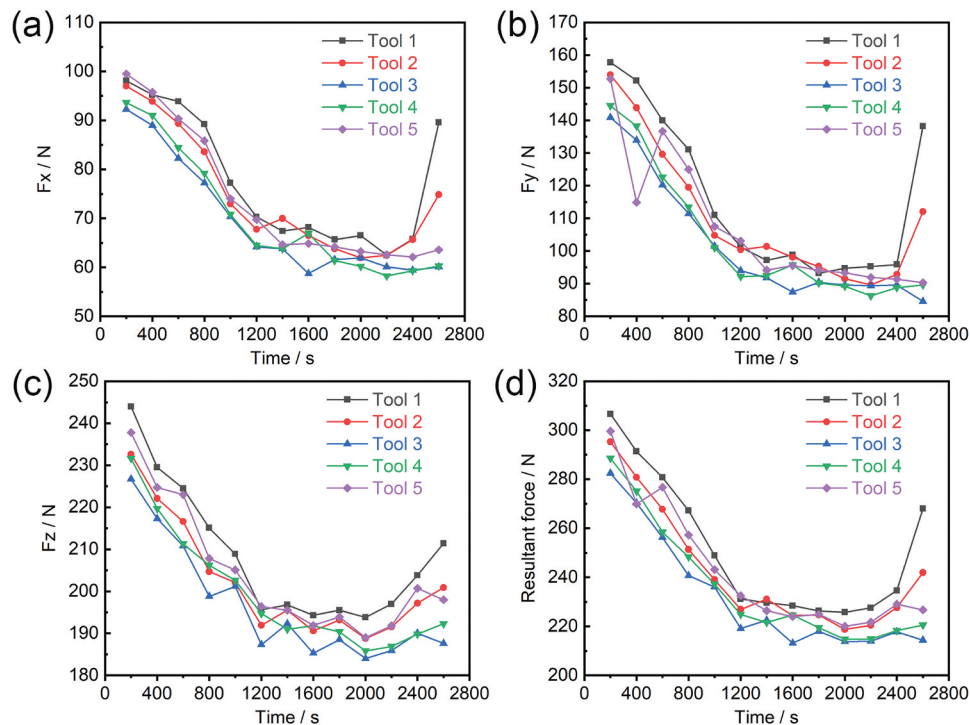 (a)
110
100
90
80
70
60
50
Fx / N
Tool 1
Tool 2
Tool 3
Tool 4
Tool 5
0 400 800 1200 1600 2000 2400 2800
Time / s
(b)
170
160
150
140
130
120
110
100
90
80
Fy / N
Tool 1
Tool 2
Tool 3
Tool 4
Tool 5
0 400 800 1200 1600 2000 2400 2800
Time / s
(c)
250
240
230
220
210
200
190
180
Fz / N
Tool 1
Tool 2
Tool 3
Tool 4
Tool 5
0 400 800 1200 1600 2000 2400 2800
Time / s
(d)
320
300
280
260
240
220
200
Resultant force / N
Tool 1
Tool 2
Tool 3
Tool 4
Tool 5
0 400 800 1200 1600 2000 2400 2800
Time / s